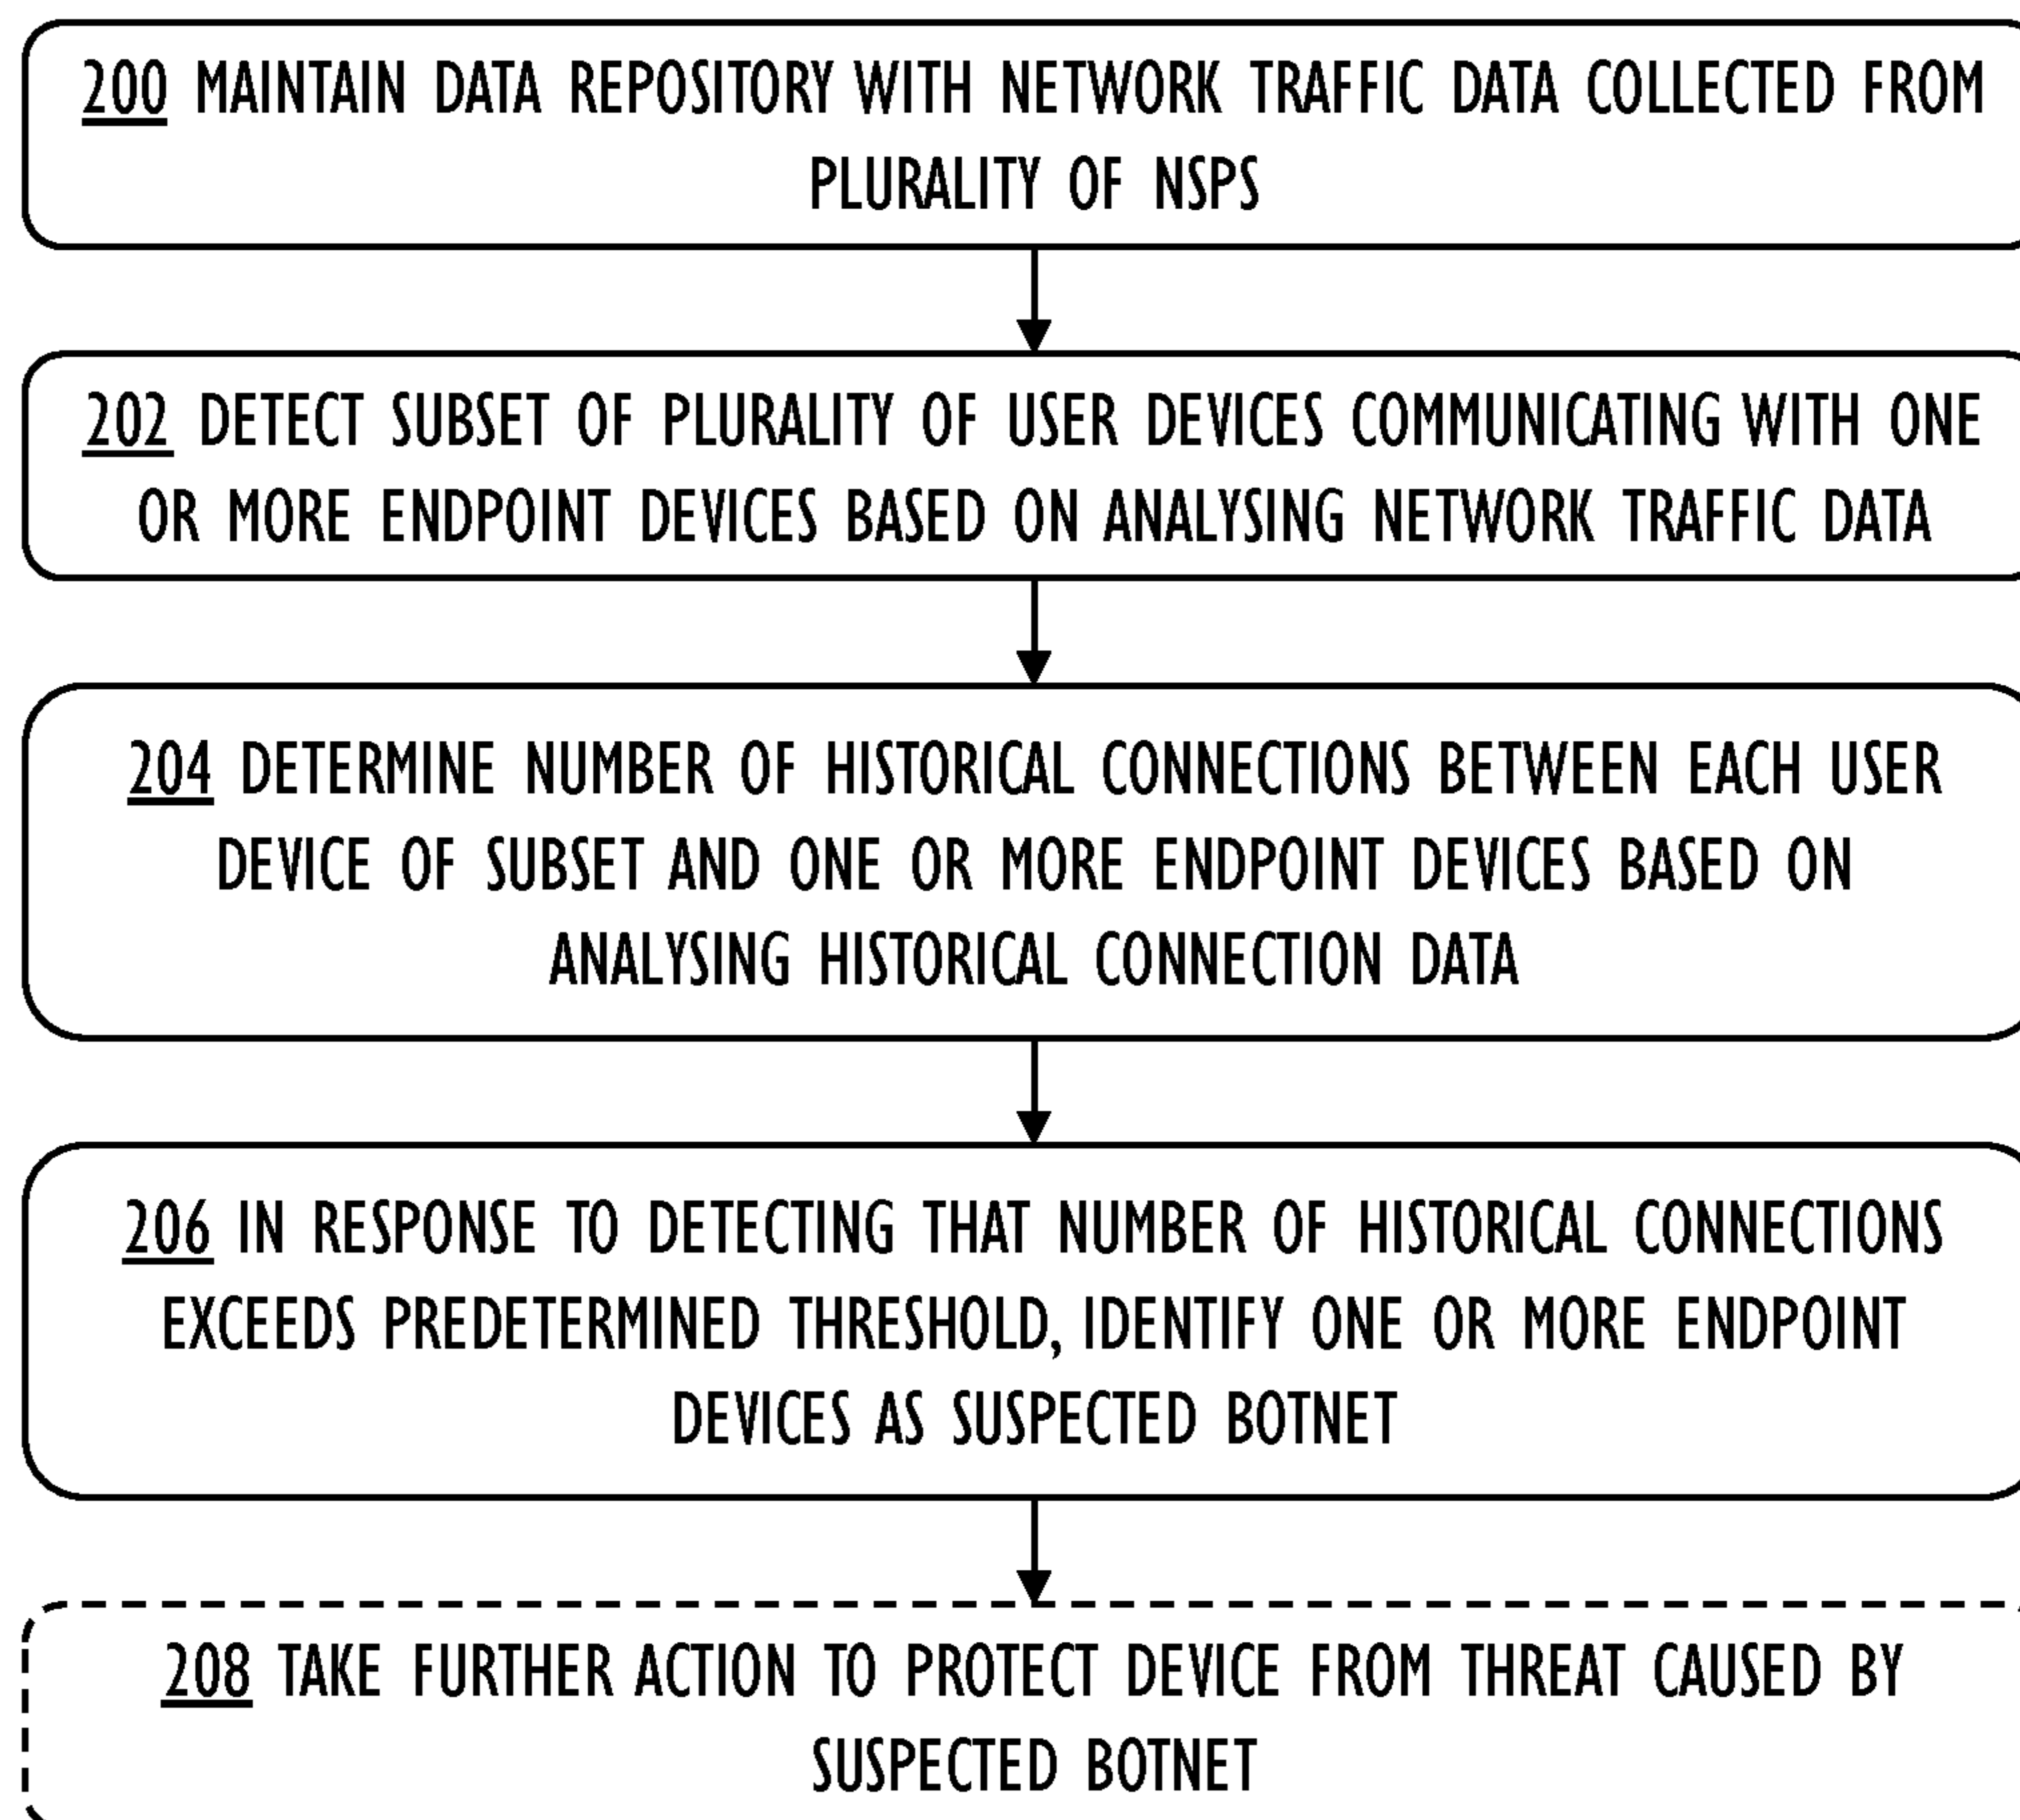 200 MAINTAIN DATA REPOSITORY WITH NETWORK TRAFFIC DATA COLLECTED FROM
PLURALITY OF NSPS
202 DETECT SUBSET OF PLURALITY OF USER DEVICES COMMUNICATING WITH ONE
OR MORE ENDPOINT DEVICES BASED ON ANALYSING NETWORK TRAFFIC DATA
204 DETERMINE NUMBER OF HISTORICAL CONNECTIONS BETWEEN EACH USER
DEVICE OF SUBSET AND ONE OR MORE ENDPOINT DEVICES BASED ON
ANALYSING HISTORICAL CONNECTION DATA
206 IN RESPONSE TO DETECTING THAT NUMBER OF HISTORICAL CONNECTIONS
EXCEEDS PREDETERMINED THRESHOLD, IDENTIFY ONE OR MORE ENDPOINT
DEVICES AS SUSPECTED BOTNET
208 TAKE FURTHER ACTION TO PROTECT DEVICE FROM THREAT CAUSED BY
SUSPECTED BOTNET